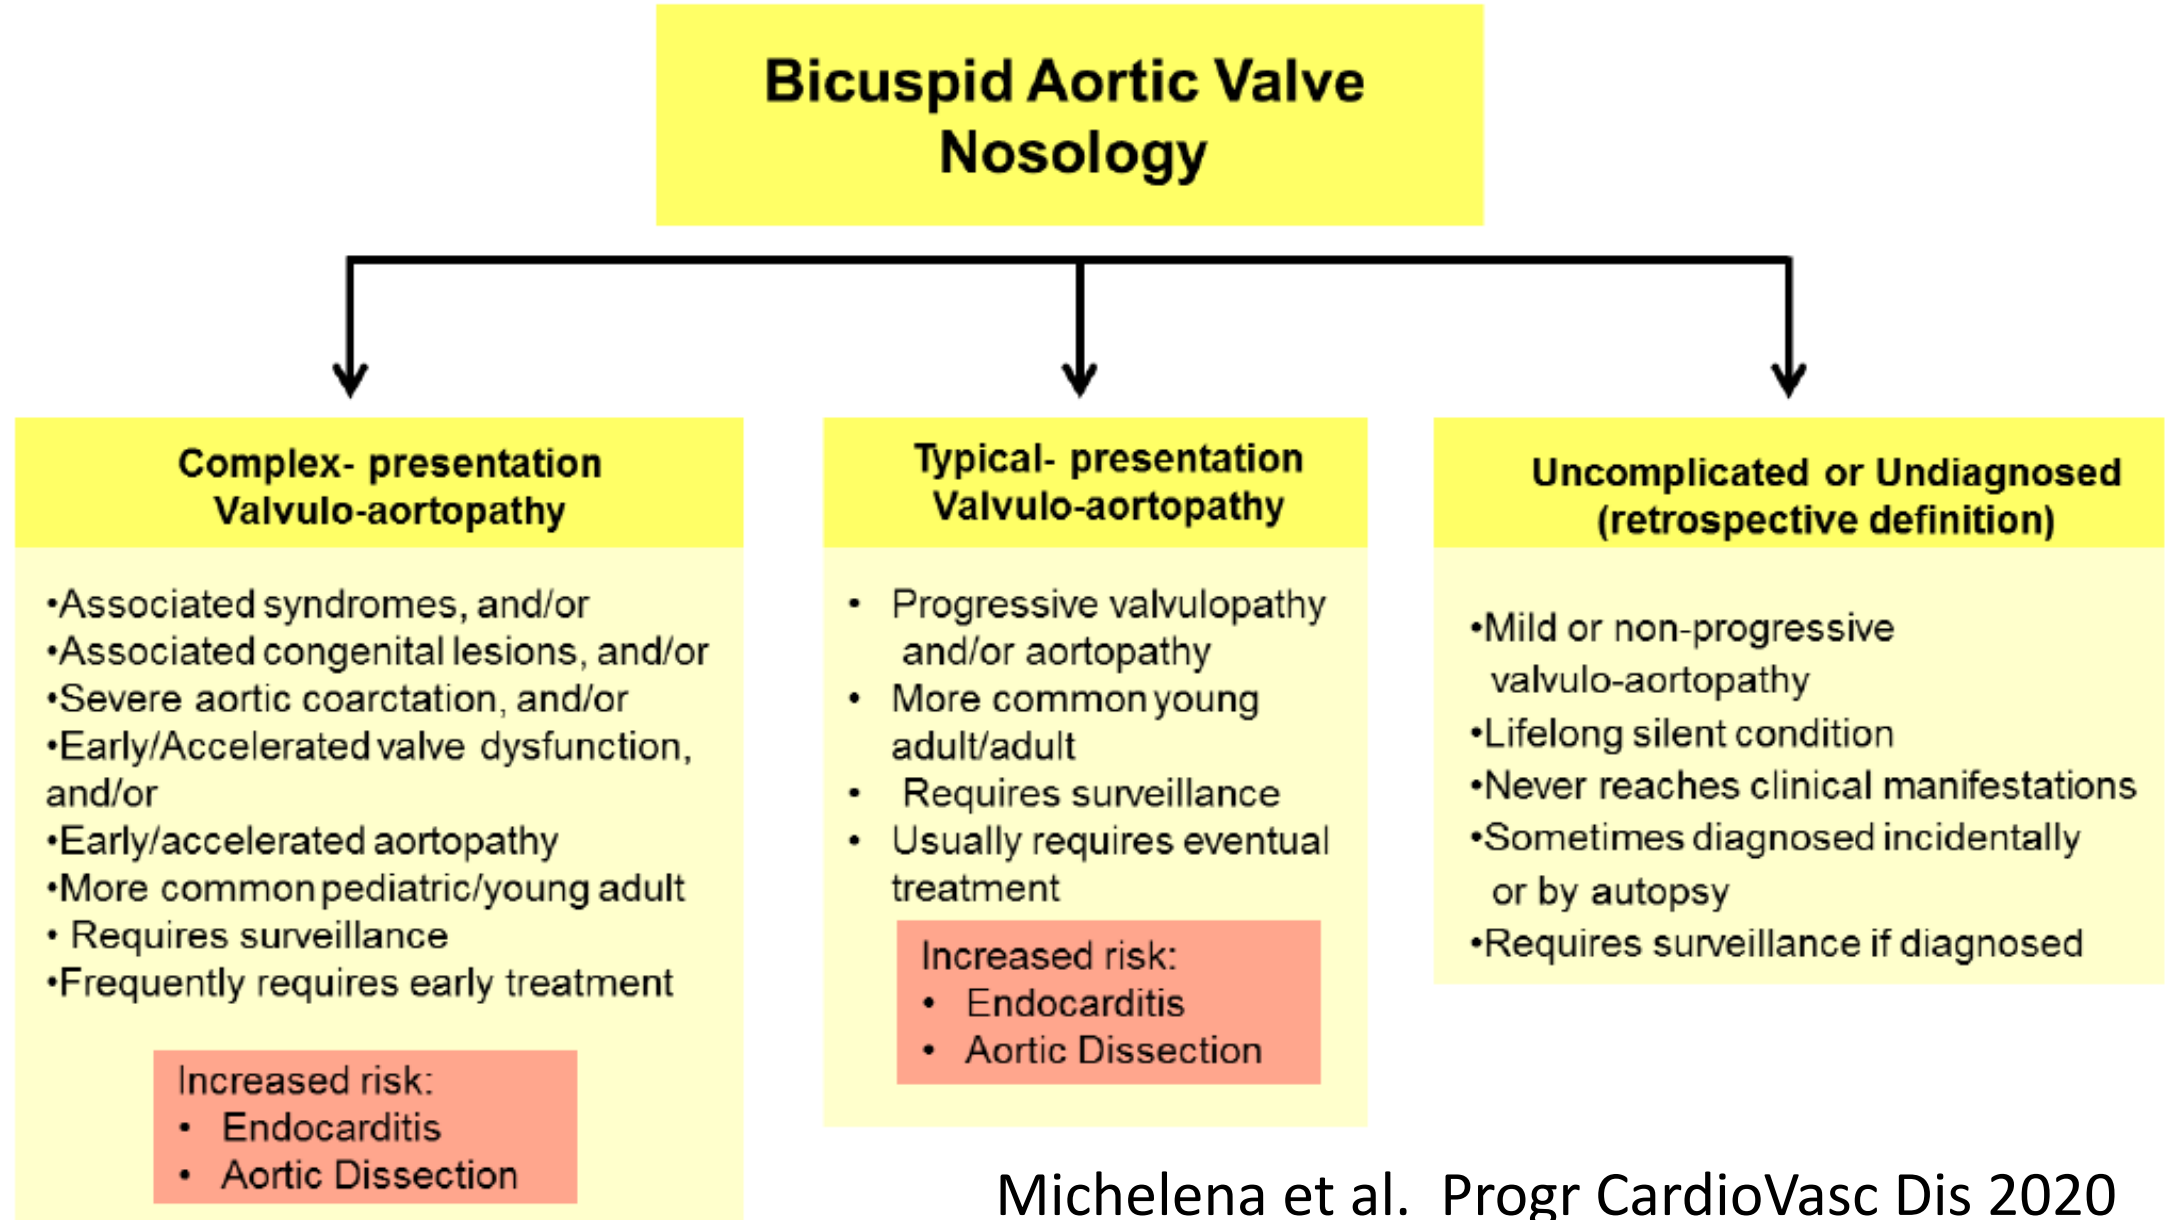 Bicuspid Aortic Valve
Nosology
Complex- presentation
Valvulo-aortopathy
•Associated syndromes, and/or
•Associated congenital lesions, and/or
•Severe aortic coarctation, and/or
•Early/Accelerated valve dysfunction,
and/or
•Early/accelerated aortopathy
•More common pediatric/young adult
• Requires surveillance
•Frequently requires early treatment
Increased risk:
• Endocarditis
• Aortic Dissection
Typical- presentation
Valvulo-aortopathy
• Progressive valvulopathy
and/or aortopathy
• More common young
adult/adult
• Requires surveillance
• Usually requires eventual
treatment
Increased risk:
• Endocarditis
• Aortic Dissection
Uncomplicated or Undiagnosed
(retrospective definition)
•Mild or non-progressive
valvulo-aortopathy
•Lifelong silent condition
•Never reaches clinical manifestations
•Sometimes diagnosed incidentally
or by autopsy
•Requires surveillance if diagnosed
Michelena et al. Progr CardioVasc Dis 2020